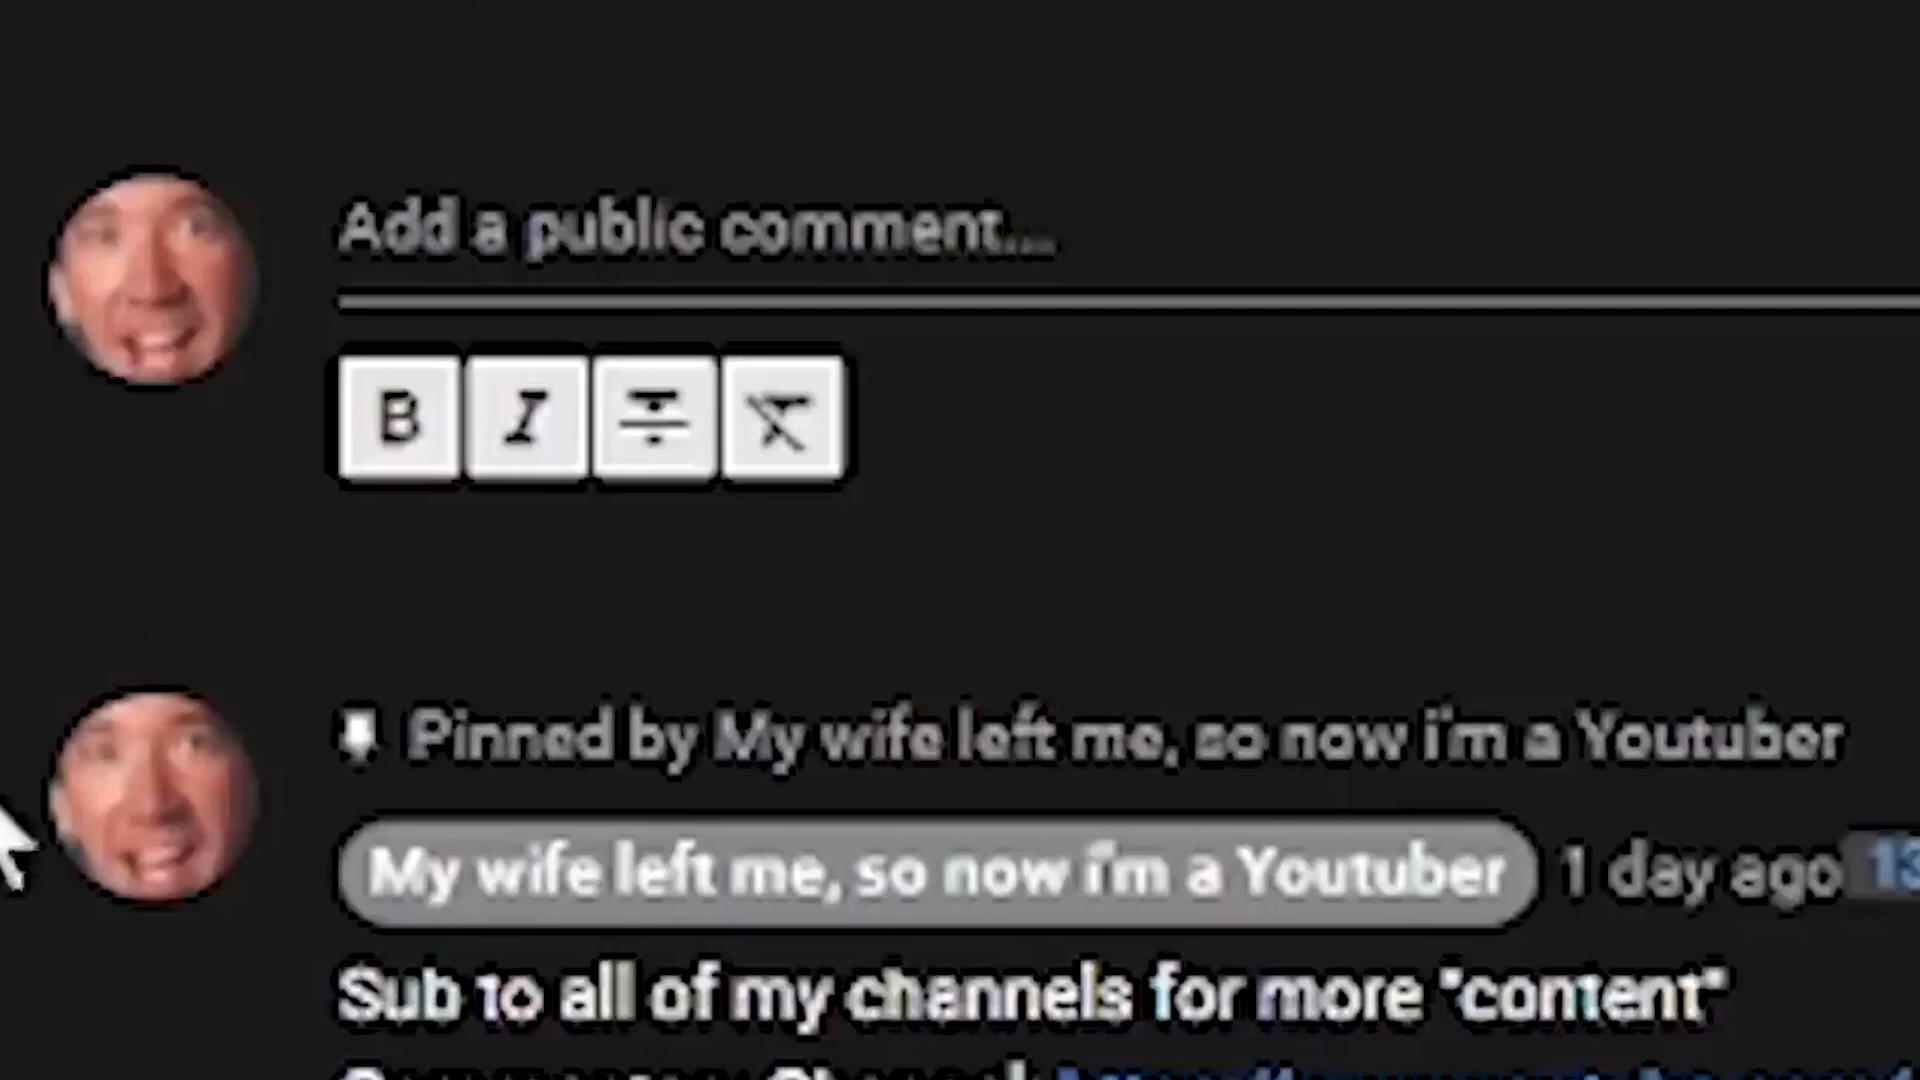 Add a public comment...
B I
Pinned by My wife left me, so now i'm a Youtuber
My wife left me, so now i'm a Youtuber 1 day ago 13
Sub to all of my channels for more "content"